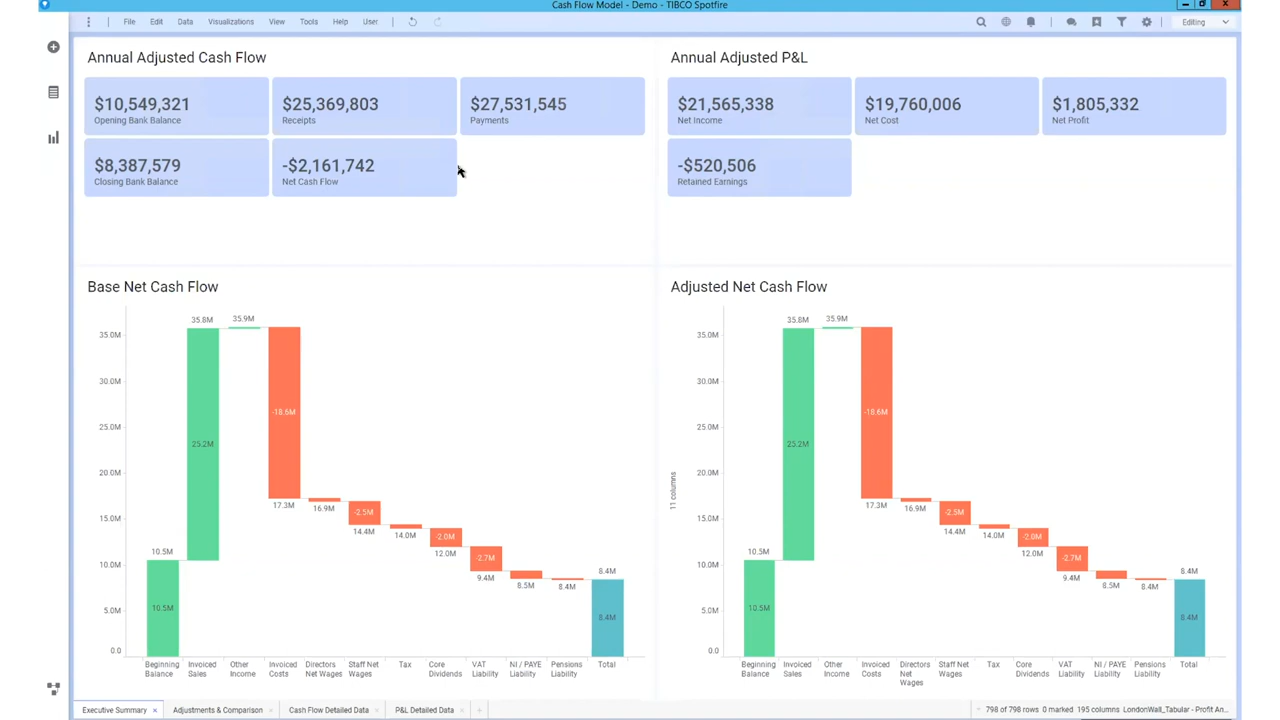 Cash Flow Model - Demo - TIBCO Spotfire
File Edit Data Visualizations View Tools Help User
Editing
Annual Adjusted Cash Flow
$10,549,321
Opening Bank Balance
$25,369,803
Receipts
$27,531,545
Payments
$8,387,579
Closing Bank Balance
-$2,161,742
Net Cash Flow
Annual Adjusted P&L
$21,565,338
Net Income
$19,760,006
Net Cost
$1,805,332
Net Profit
-$520,506
Retained Earnings
Base Net Cash Flow
35.0M
30.0M
25.0M
20.0M
15.0M
10.0M
5.0M
0.0
10.5M
10.5M
35.8M
25.2M
35.9M
-18.6M
17.3M
16.9M
-2.5M
14.4M
14.0M
-2.0M
12.0M
-2.7M
9.4M
8.5M
8.4M
8.4M
8.4M
Beginning Balance
Invoiced Sales
Other Income
Invoiced Costs
Directors Net Wages
Staff Net Wages
Tax
Core Dividends
VAT Liability
NI / PAYE Liability
Pensions Liability
Total
Adjusted Net Cash Flow
11 columns
35.0M
30.0M
25.0M
20.0M
15.0M
10.0M
5.0M
0.0
10.5M
10.5M
35.8M
25.2M
35.9M
-18.6M
17.3M
16.9M
-2.5M
14.4M
14.0M
-2.0M
12.0M
-2.7M
9.4M
8.5M
8.4M
8.4M
8.4M
Beginning Balance
Invoiced Sales
Other Income
Invoiced Costs
Directors Net Wages
Staff Net Wages
Tax
Core Dividends
VAT Liability
NI / PAYE Liability
Pensions Liability
Total
Executive Summary
Adjustments & Comparison
Cash Flow Detailed Data
P&L Detailed Data
798 of 798 rows 0 marked 195 columns LondonWall_Tabular - Profit An...